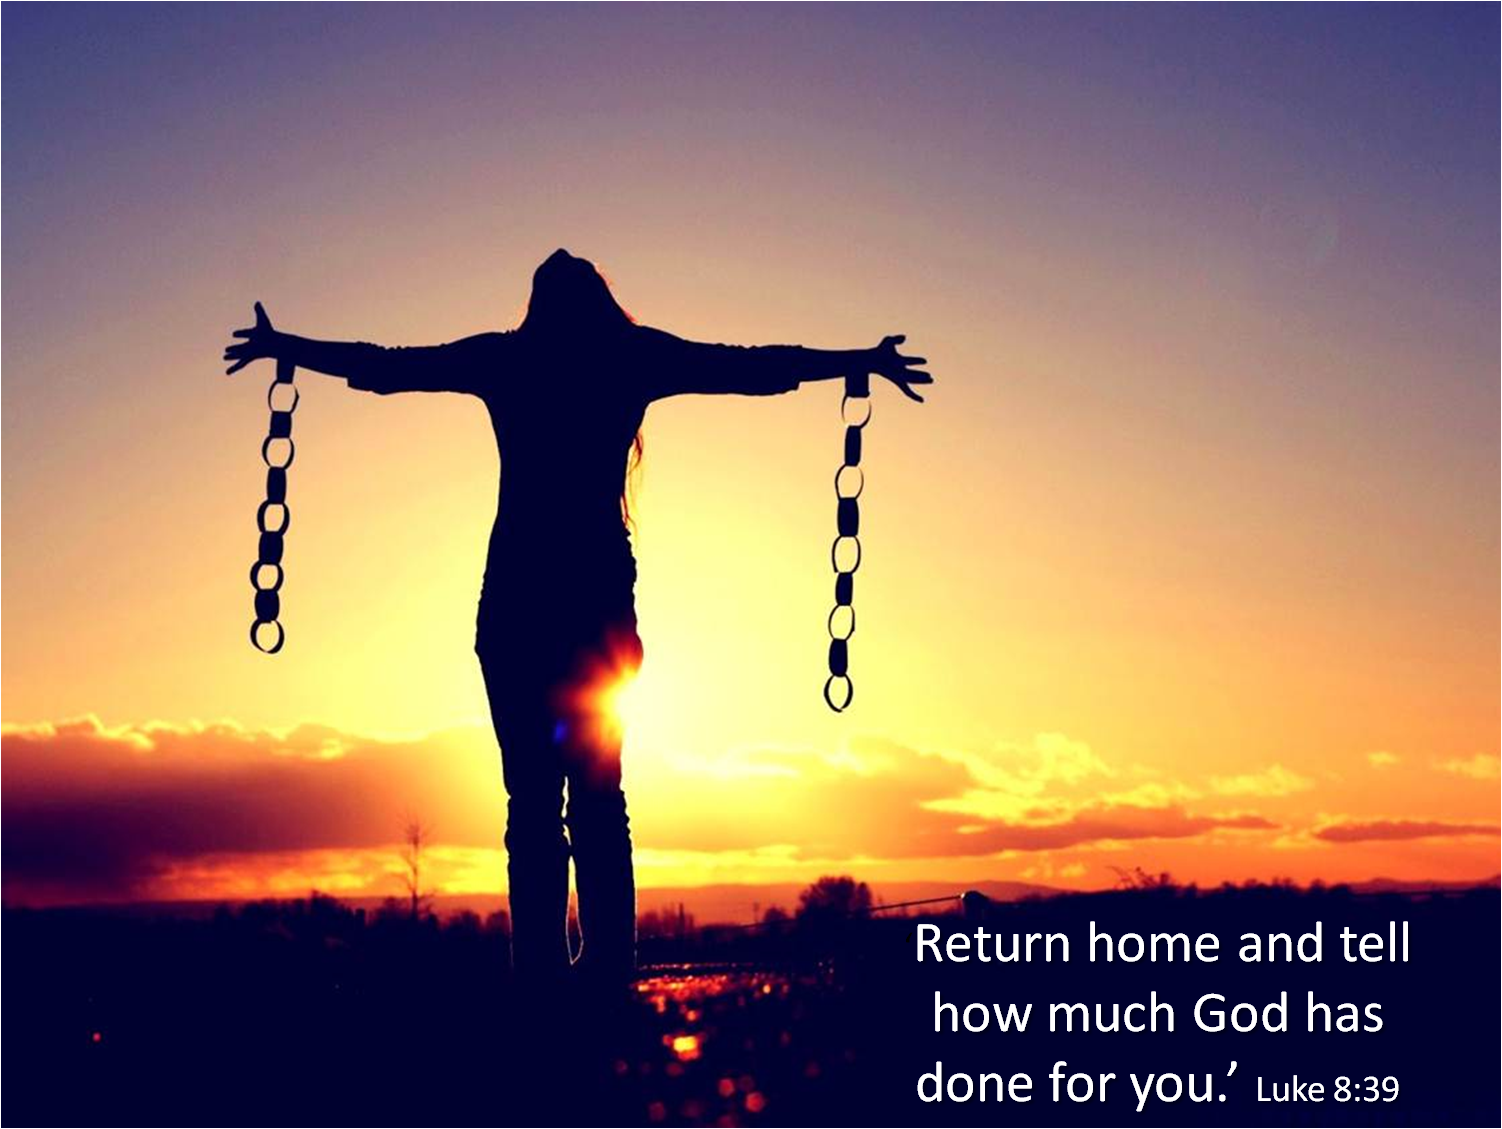 Return home and tell
how much God has
done for you.’ Luke 8:39